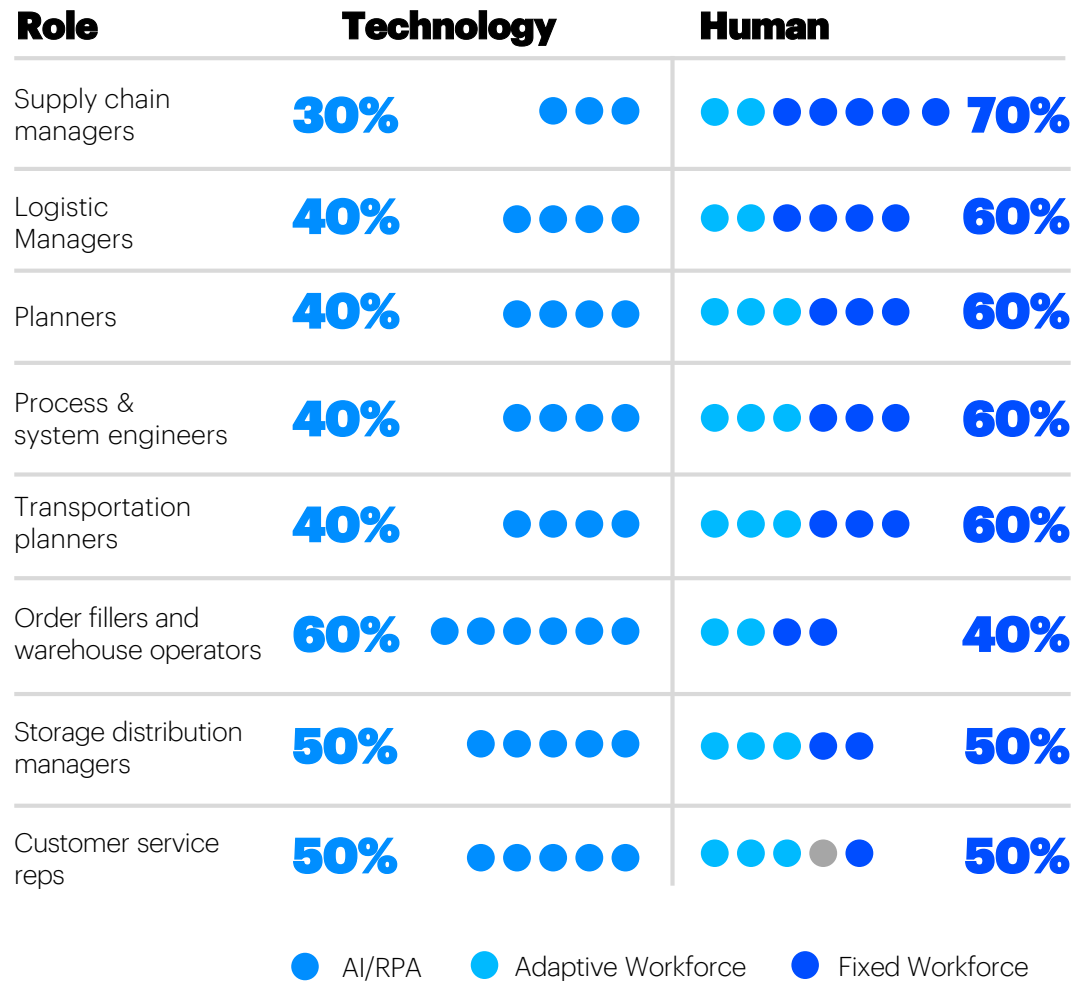 Role Technology Human
Supply chain
managers
30% 70%
Logistic
Managers
40% 60%
Planners
40% 60%
Process &
system engineers
40% 60%
Transportation
planners
40% 60%
Order fillers and
warehouse operators
60% 40%
Storage distribution
managers
50% 50%
Customer service
reps
50% 50%
AI/RPA Adaptive Workforce Fixed Workforce